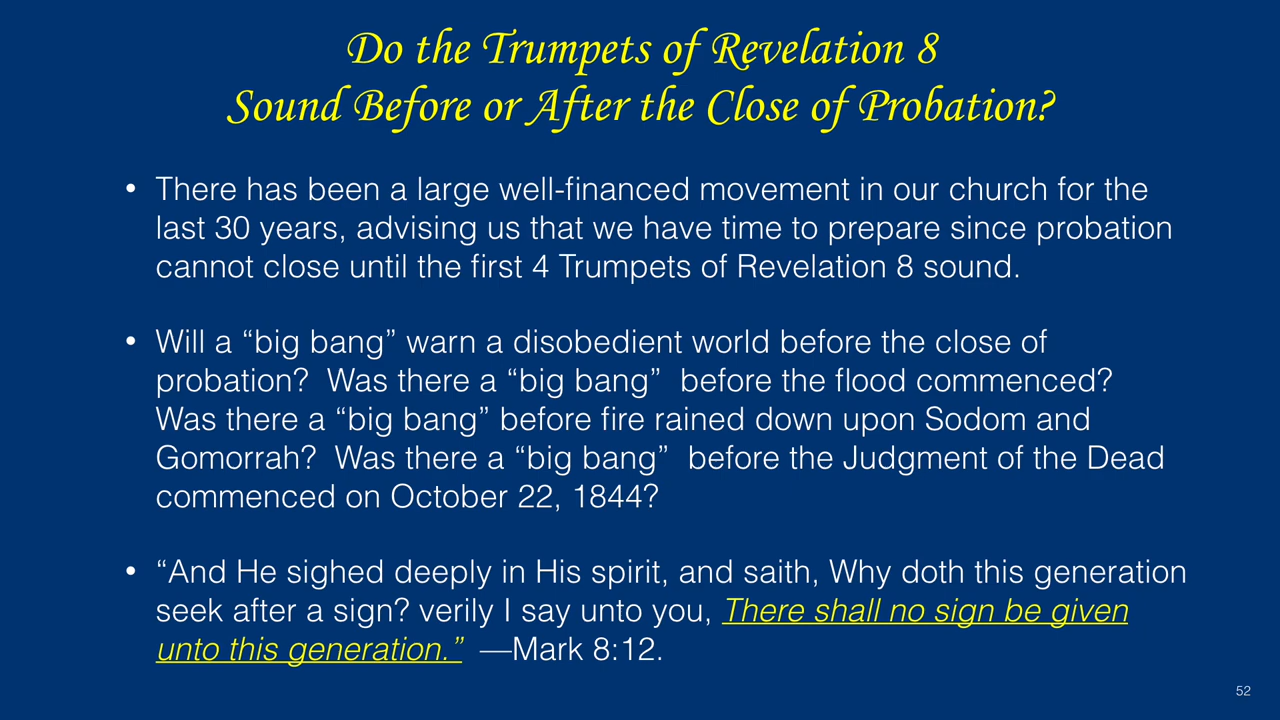 Do the Trumpets of Revelation 8
Sound Before or After the Close of Probation?
• There has been a large well-financed movement in our church for the
last 30 years, advising us that we have time to prepare since probation
cannot close until the first 4 Trumpets of Revelation 8 sound.
• Will a “big bang” warn a disobedient world before the close of
probation?  Was there a “big bang”  before the flood commenced?
Was there a “big bang” before fire rained down upon Sodom and
Gomorrah?  Was there a “big bang”  before the Judgment of the Dead
commenced on October 22, 1844?
• “And He sighed deeply in His spirit, and saith, Why doth this generation
seek after a sign? verily I say unto you, There shall no sign be given
unto this generation.”  —Mark 8:12.
52